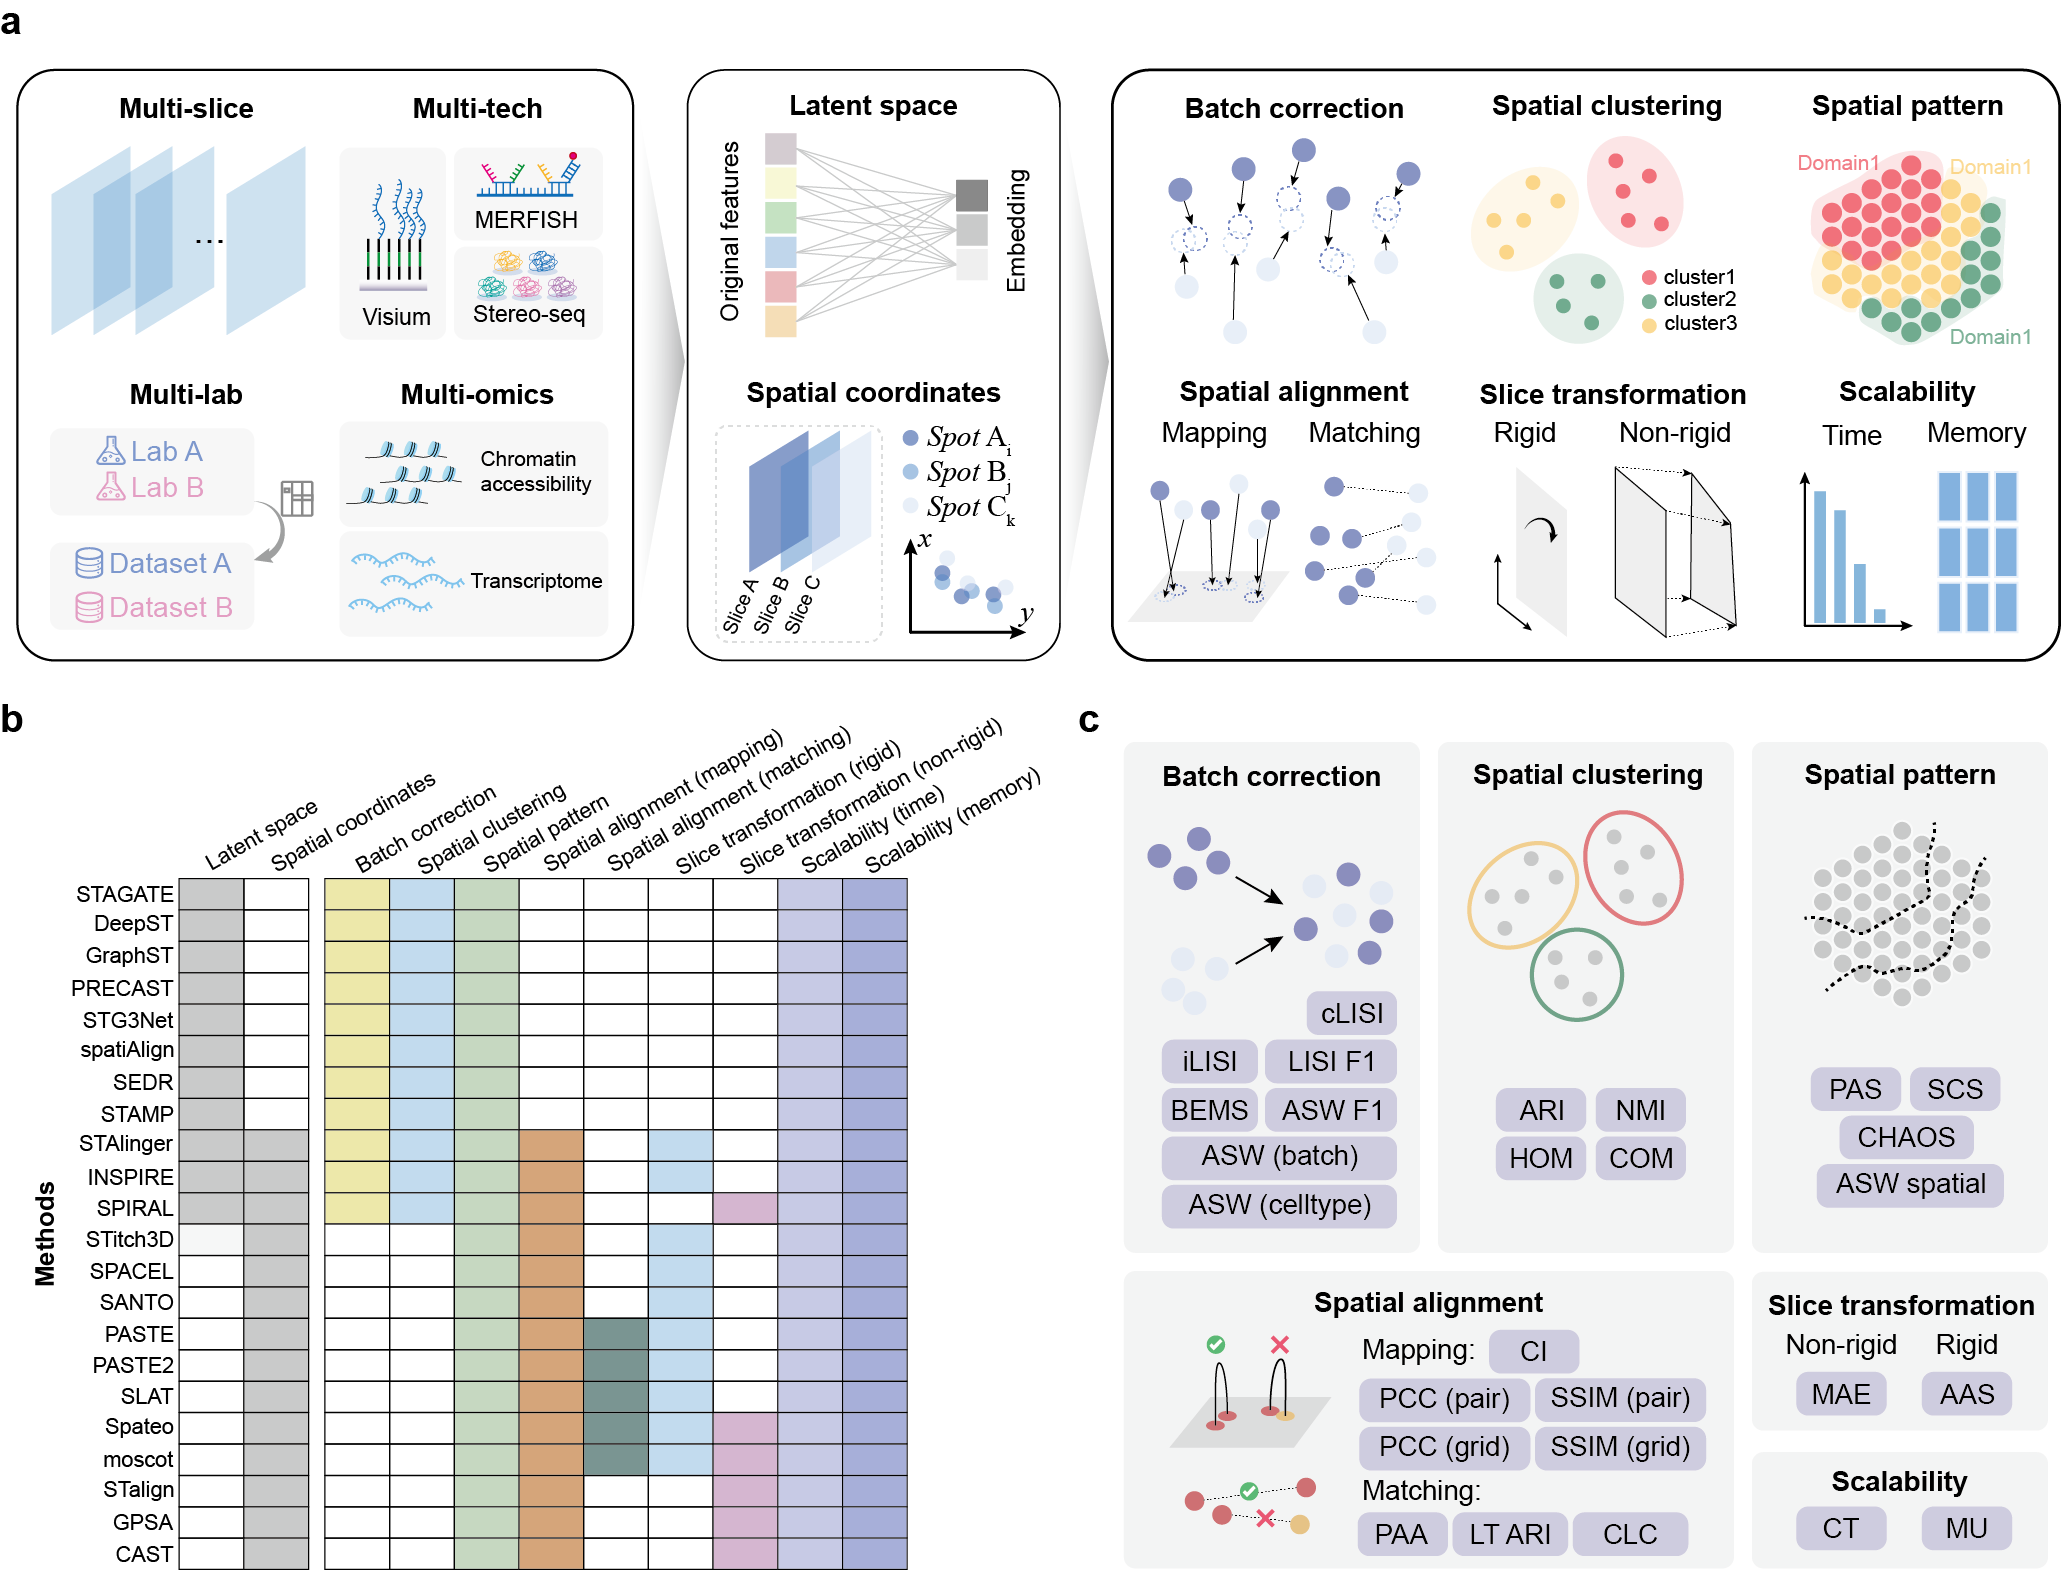 a
Multi-slice
...
Multi-tech
Visium
MERFISH
Stereo-seq
Multi-lab
Lab A
Lab B
Dataset A
Dataset B
Multi-omics
Chromatin
accessibility
Transcriptome
Latent space
Original features
Embedding
Spatial coordinates
Slice A
Slice B
Slice C
Spot Ai
Spot Bj
Spot Ck
x
y
Batch correction
Spatial clustering
cluster1
cluster2
cluster3
Spatial pattern
Domain1
Domain1
Domain1
Spatial alignment
Mapping
Matching
Slice transformation
Rigid
Non-rigid
Scalability
Time
Memory
b
Latent space
Spatial coordinates
Batch correction
Spatial clustering
Spatial pattern
Spatial alignment (mapping)
Spatial alignment (matching)
Slice transformation (rigid)
Slice transformation (non-rigid)
Scalability (time)
Scalability (memory)
Methods
STAGATE
DeepST
GraphST
PRECAST
STG3Net
spatiAlign
SEDR
STAMP
STAlinger
INSPIRE
SPIRAL
STitch3D
SPACEL
SANTO
PASTE
PASTE2
SLAT
Spateo
moscot
STalign
GPSA
CAST
c
Batch correction
cLISI
iLISI
LISI F1
BEMS
ASW F1
ASW (batch)
ASW (celltype)
Spatial clustering
ARI
NMI
HOM
COM
Spatial pattern
PAS
SCS
CHAOS
ASW spatial
Spatial alignment
Mapping:
CI
PCC (pair)
SSIM (pair)
PCC (grid)
SSIM (grid)
Matching:
PAA
LT ARI
CLC
Slice transformation
Non-rigid
Rigid
MAE
AAS
Scalability
CT
MU